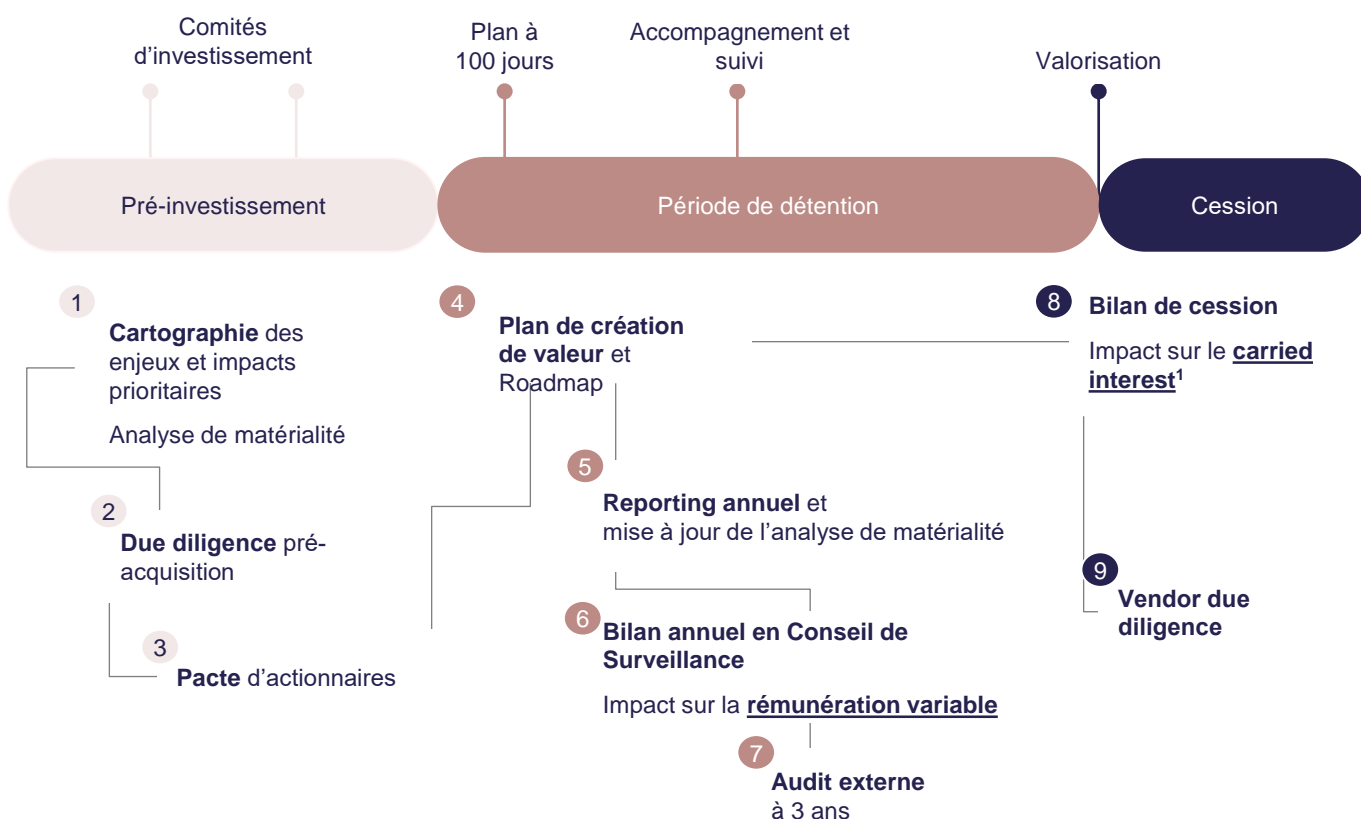 Comités
d’investissement
Plan à
100 jours
Accompagnement et
suivi
Valorisation
Pré-investissement
Période de détention
Cession
1
Cartographie des
enjeux et impacts
prioritaires
Analyse de matérialité
2
Due diligence pré-
acquisition
3
Pacte d’actionnaires
4
Plan de création
de valeur et
Roadmap
5
Reporting annuel et
mise à jour de l’analyse de matérialité
6
Bilan annuel en Conseil de
Surveillance
Impact sur la rémunération variable
7
Audit externe
à 3 ans
8
Bilan de cession
Impact sur le carried
interest¹
9
Vendor due
diligence